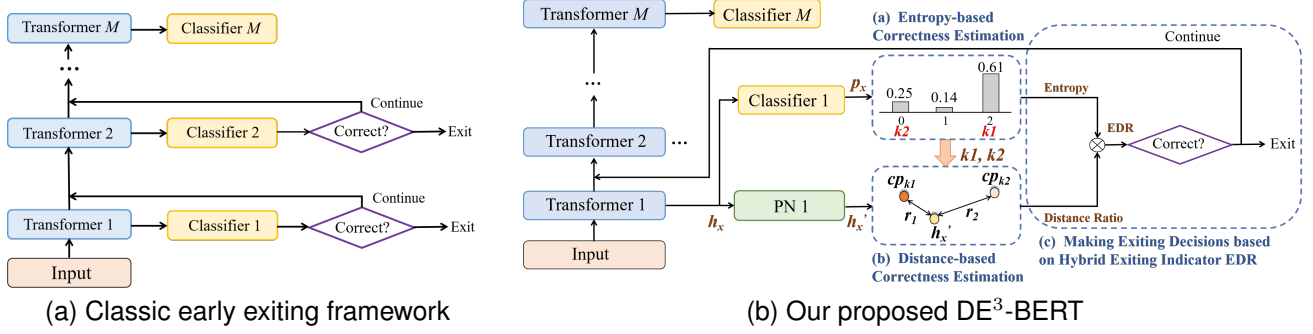 Transformer M
Classifier M
...
Continue
Transformer 2
Classifier 2
Correct?
Exit
Continue
Transformer 1
Classifier 1
Correct?
Exit
Input
(a) Classic early exiting framework
Transformer M
Classifier M
...
Transformer 2
...
Transformer 1
Input
h_x
Classifier 1
p_x
PN 1
h_x'
(a) Entropy-based
Correctness Estimation
0.25
0.14
0.61
0
1
2
k2
k1
k1, k2
cp_k1
cp_k2
r_1
r_2
h_x'
(b) Distance-based
Correctness Estimation
Continue
Entropy
EDR
Correct?
Exit
Distance Ratio
(c) Making Exiting Decisions based
on Hybrid Exiting Indicator EDR
(b) Our proposed DE³-BERT